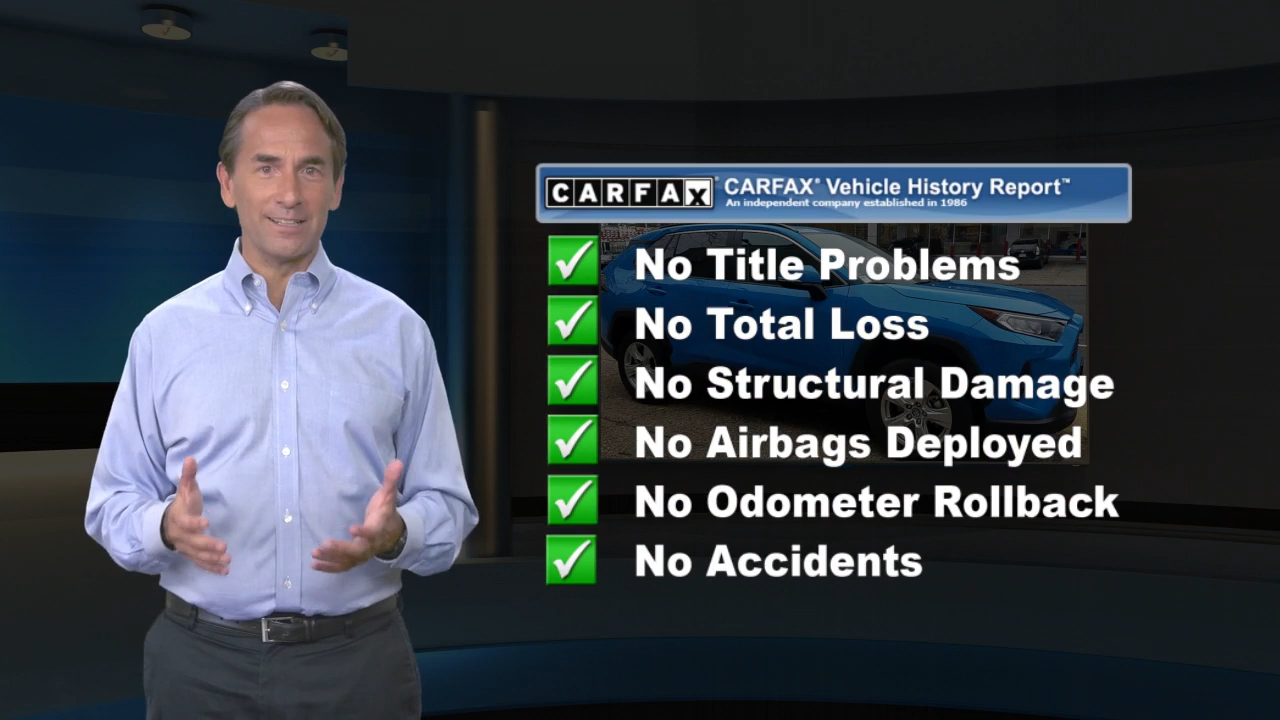 CARFAX® CARFAX® Vehicle History Report™
An independent company established in 1986
No Title Problems
No Total Loss
No Structural Damage
No Airbags Deployed
No Odometer Rollback
No Accidents